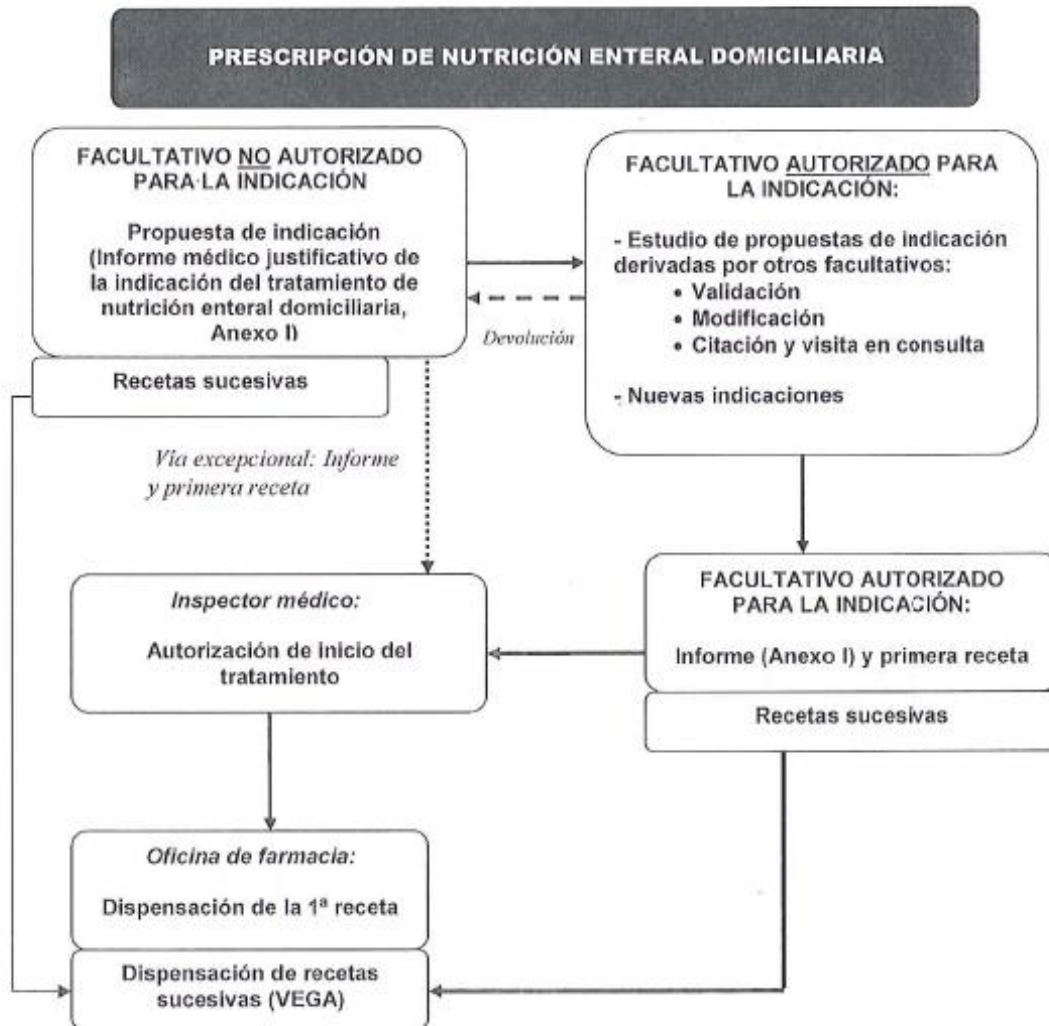 PRESCRIPCIÓN DE NUTRICIÓN ENTERAL DOMICILIARIA
FACULTATIVO NO AUTORIZADO
PARA LA INDICACIÓN
Propuesta de indicación
(Informe médico justificativo de
la indicación del tratamiento de
nutrición enteral domiciliaria,
Anexo I)
Recetas sucesivas
Devolución
FACULTATIVO AUTORIZADO PARA
LA INDICACIÓN:
- Estudio de propuestas de indicación
derivadas por otros facultativos:
• Validación
• Modificación
• Citación y visita en consulta
- Nuevas indicaciones
Vía excepcional: Informe
y primera receta
Inspector médico:
Autorización de inicio del
tratamiento
FACULTATIVO AUTORIZADO
PARA LA INDICACIÓN:
Informe (Anexo I) y primera receta
Recetas sucesivas
Oficina de farmacia:
Dispensación de la 1ª receta
Dispensación de recetas
sucesivas (VEGA)